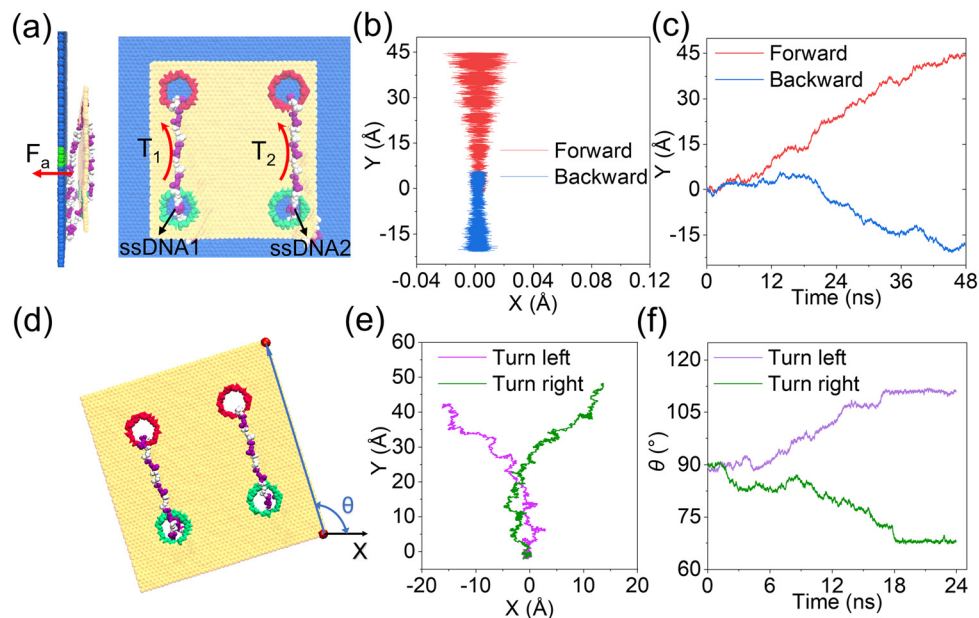 (a)
Fa
T1
T2
ssDNA1
ssDNA2
(b)
Y (Å)
45
30
15
0
-15
Forward
Backward
-0.04
0.00
0.04
0.08
0.12
X (Å)
(c)
Y (Å)
45
30
15
0
-15
Forward
Backward
0
12
24
36
48
Time (ns)
(d)
θ
X
(e)
Y (Å)
60
50
40
30
20
10
0
Turn left
Turn right
-20
-10
0
10
20
X (Å)
(f)
θ (°)
120
105
90
75
60
Turn left
Turn right
0
6
12
18
24
Time (ns)